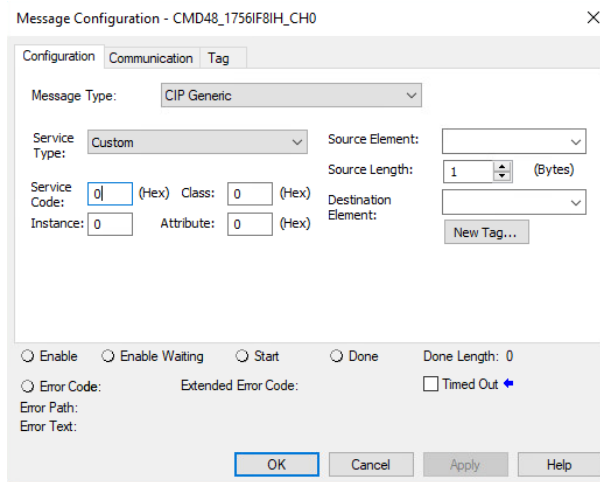 Message Configuration - CMD48_1756IF8IH_CH0
Configuration Communication Tag
Message Type: CIP Generic
Service Type: Custom
Source Element:
Source Length: 1 (Bytes)
Service Code: 0 (Hex) Class: 0 (Hex)
Destination Element:
Instance: 0 Attribute: 0 (Hex)
New Tag...
Enable Enable Waiting Start Done Done Length: 0
Error Code: Extended Error Code: Timed Out
Error Path:
Error Text:
OK Cancel Apply Help